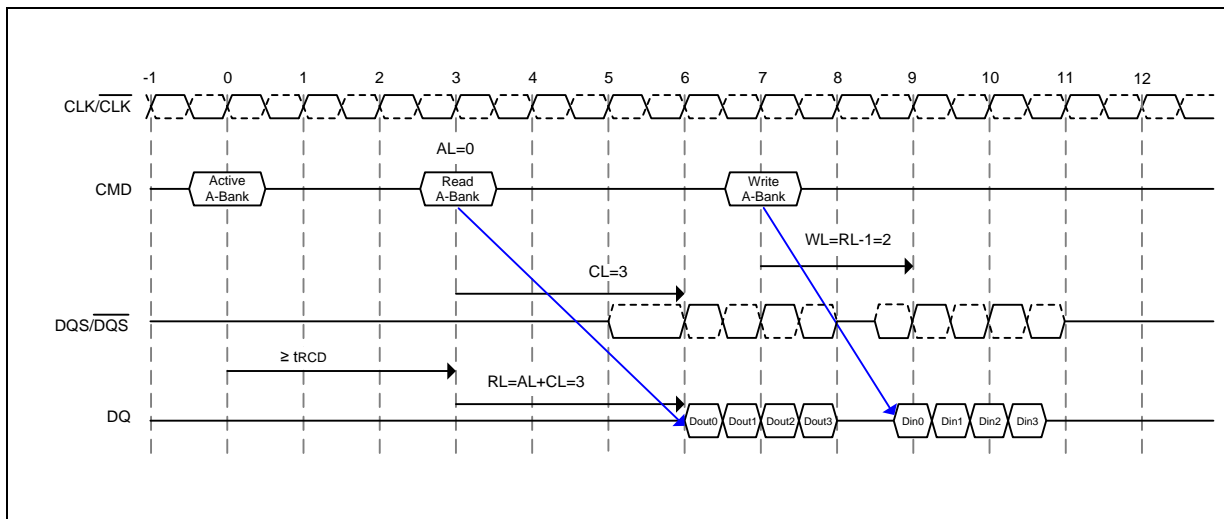 -1 0 1 2 3 4 5 6 7 8 9 10 11 12
CLK/CLK
AL=0
CMD
Active
A-Bank
Read
A-Bank
Write
A-Bank
WL=RL-1=2
CL=3
DQS/DQS
≥ tRCD
RL=AL+CL=3
DQ
Dout0 Dout1 Dout2 Dout3 Din0 Din1 Din2 Din3